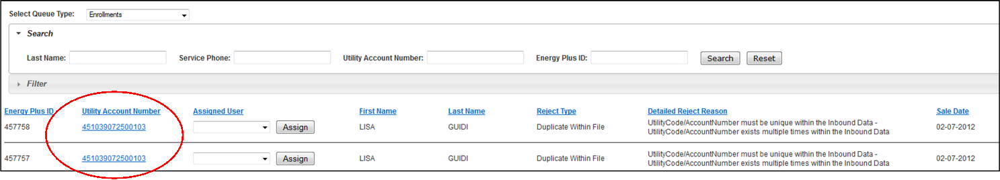 Select Queue Type: Enrollments
Search
Last Name: Service Phone: Utility Account Number: Energy Plus ID: Search Reset
Filter
Energy Plus ID Utility Account Number Assigned User First Name Last Name Reject Type Detailed Reject Reason Sale Date
457758 451039072500103 Assign LISA GUIDI Duplicate Within File UtilityCode/AccountNumber must be unique within the Inbound Data - 02-07-2012
UtilityCode/AccountNumber exists multiple times within the Inbound Data
457757 451039072500103 Assign LISA GUIDI Duplicate Within File UtilityCode/AccountNumber must be unique within the Inbound Data - 02-07-2012
UtilityCode/AccountNumber exists multiple times within the Inbound Data